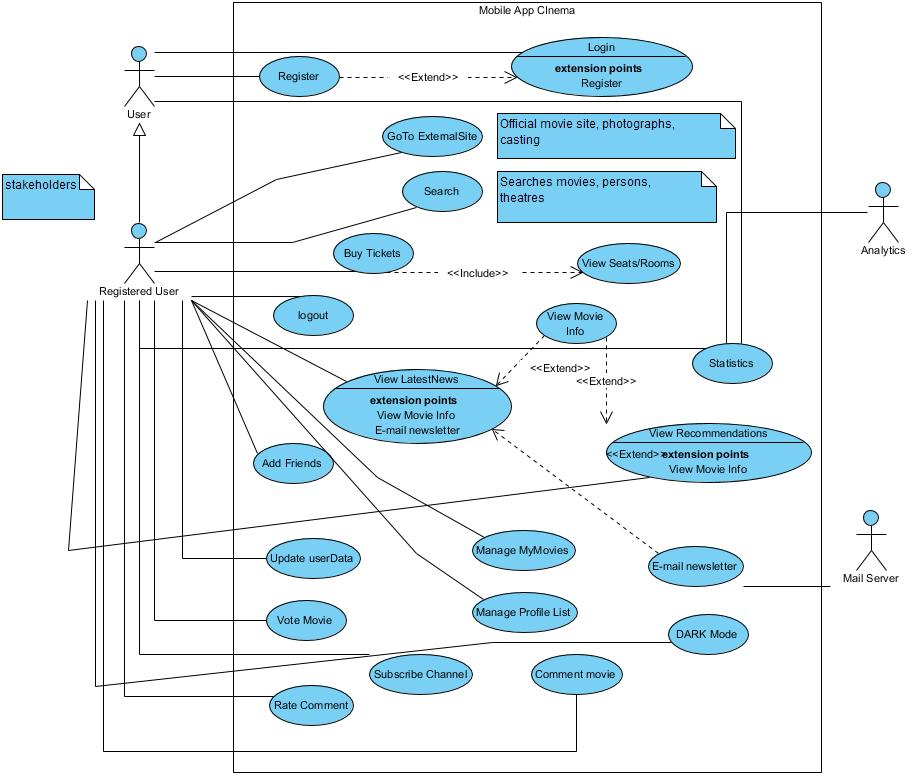 Mobile App CInema
Login
extension points
Register
Register
<<Extend>>
User
GoTo ExternalSite
Official movie site, photographs,
casting
stakeholders
Search
Searches movies, persons,
theatres
Buy Tickets
<<Include>>
View Seats/Rooms
Analytics
Registered User
logout
View Movie
Info
Statistics
<<Extend>>
<<Extend>>
View LatestNews
extension points
View Movie Info
E-mail newsletter
View Recommendations
<<Extend>>
extension points
View Movie Info
Add Friends
Manage MyMovies
Update userData
E-mail newsletter
Mail Server
Manage Profile List
Vote Movie
DARK Mode
Subscribe Channel
Comment movie
Rate Comment